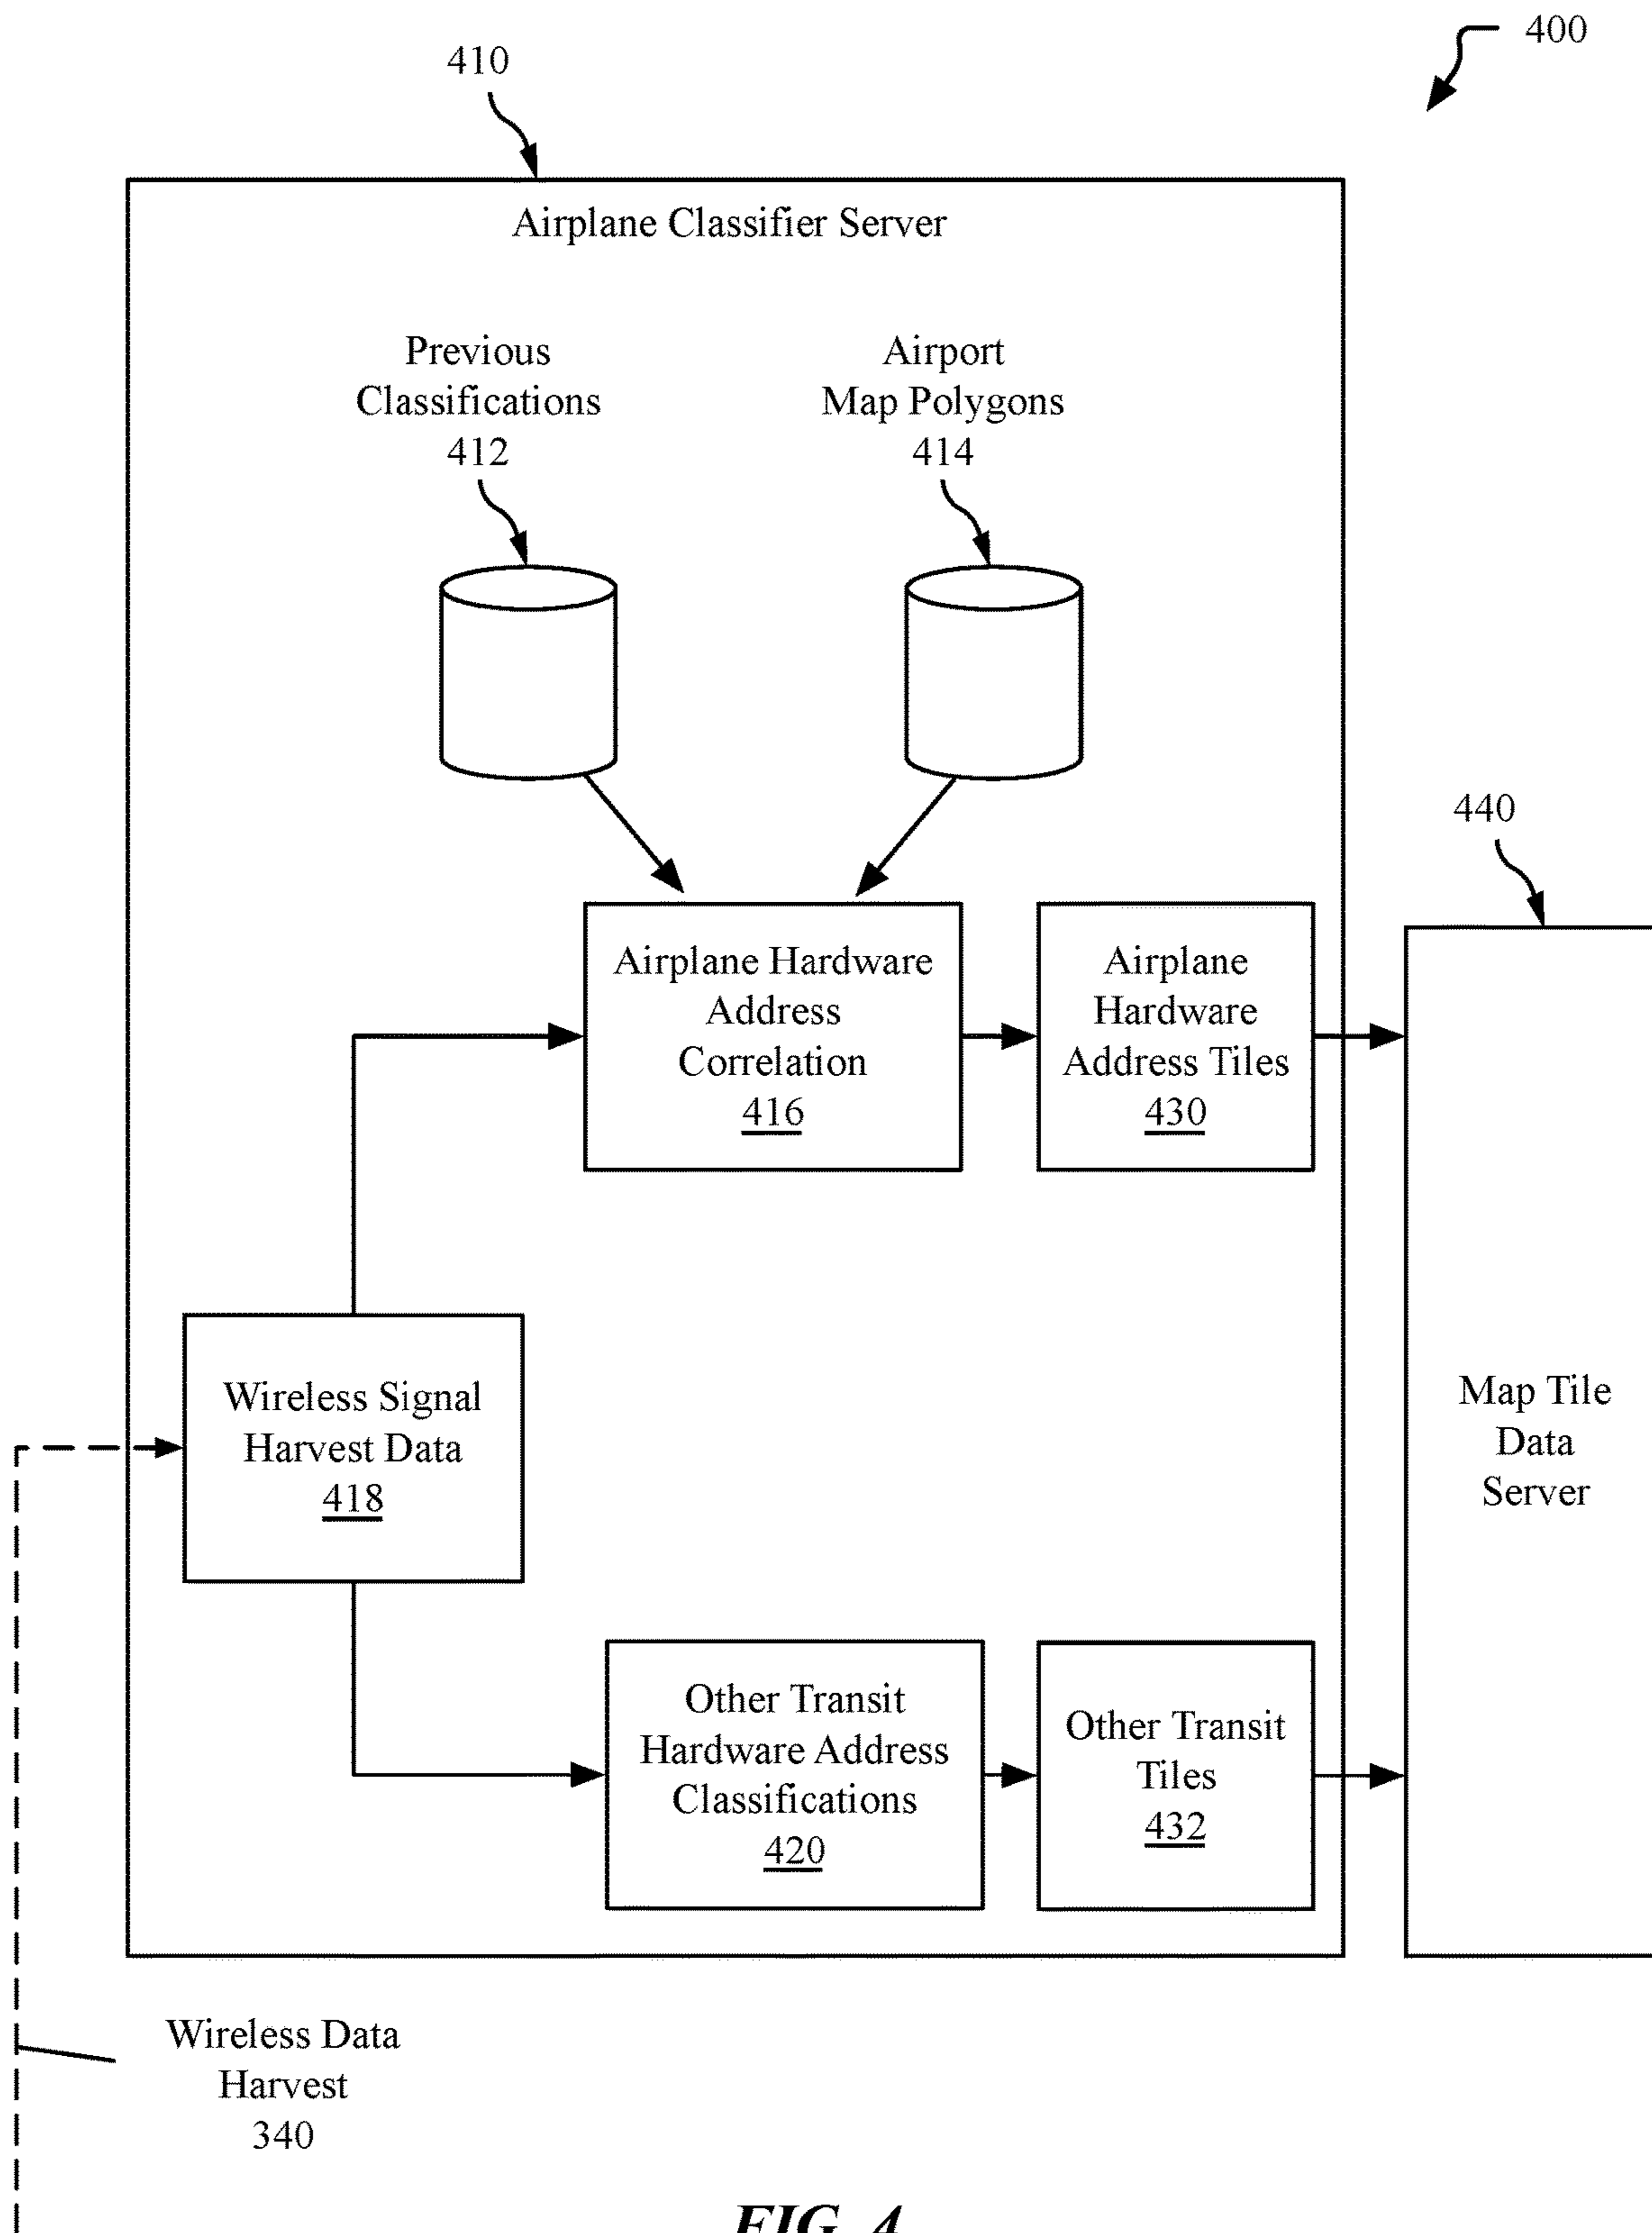 400
410
Airplane Classifier Server
Previous
Classifications
412
Airport
Map Polygons
414
440
Airplane Hardware
Address
Correlation
416
Airplane
Hardware
Address Tiles
430
Wireless Signal
Harvest Data
418
Map Tile
Data
Server
Other Transit
Hardware Address
Classifications
420
Other Transit
Tiles
432
Wireless Data
Harvest
340
FIG. 4